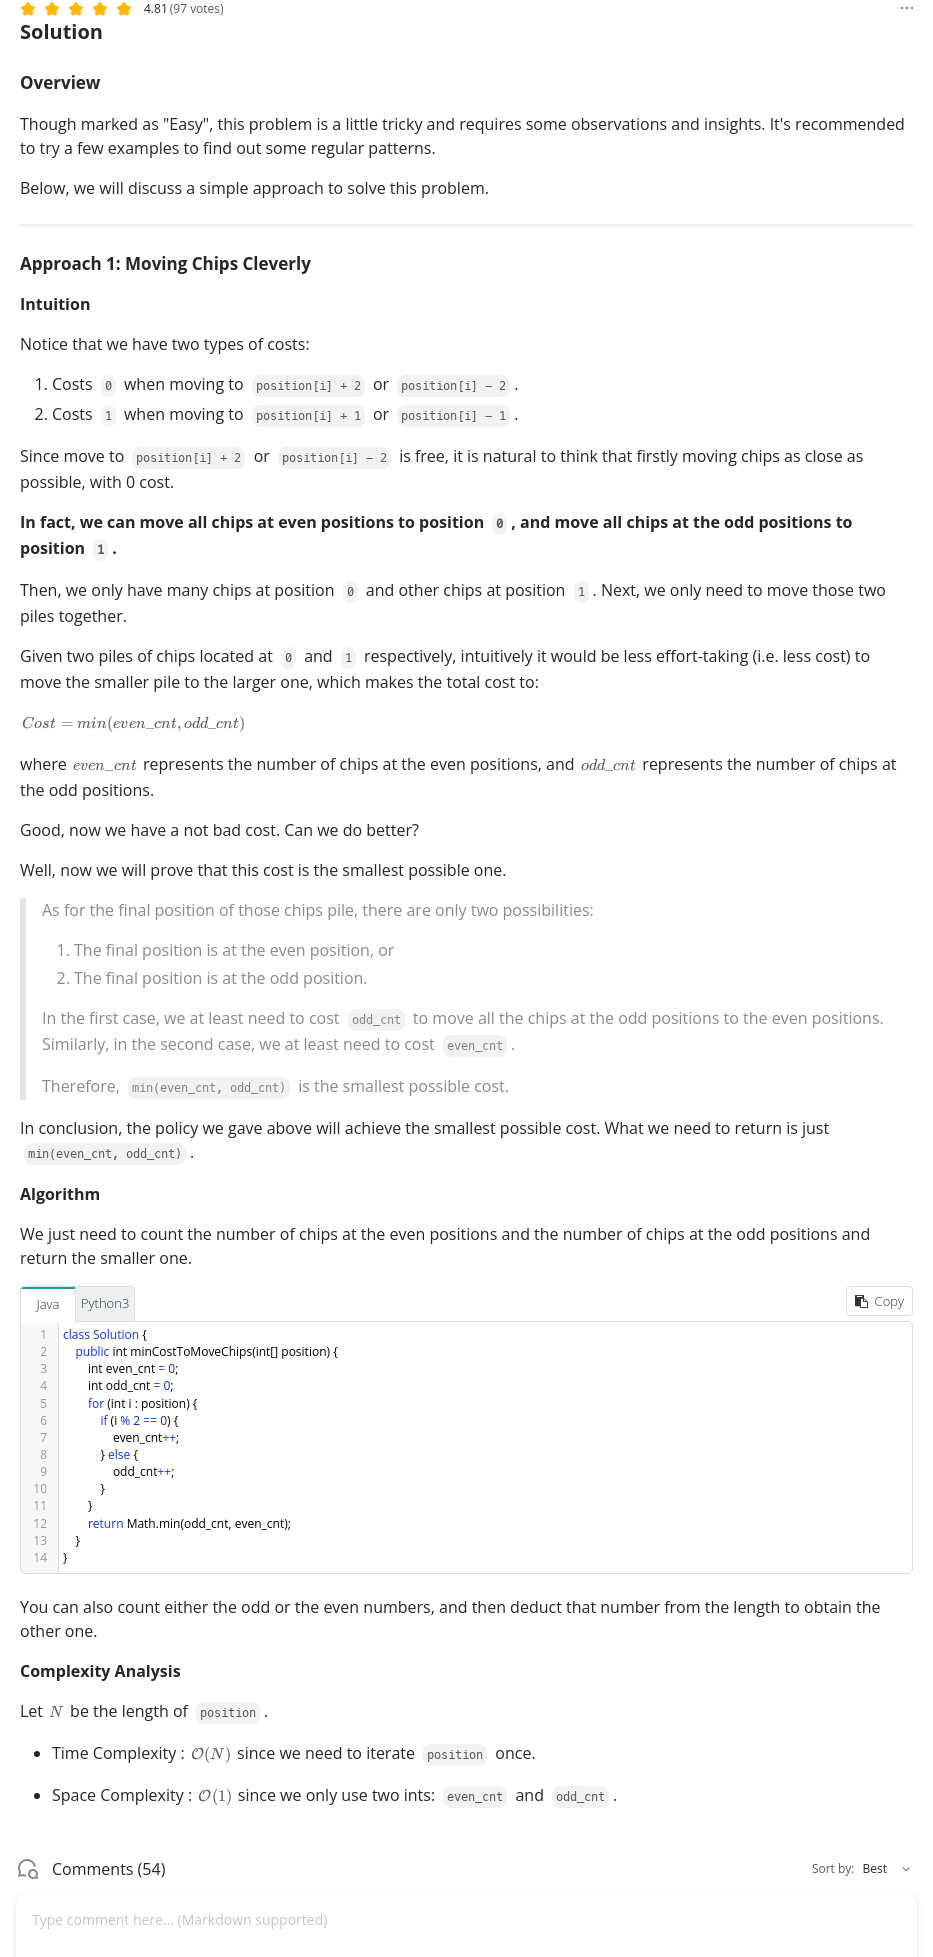 4.81 (97 votes)
Solution
Overview
Though marked as "Easy", this problem is a little tricky and requires some observations and insights. It's recommended
to try a few examples to find out some regular patterns.
Below, we will discuss a simple approach to solve this problem.
Approach 1: Moving Chips Cleverly
Intuition
Notice that we have two types of costs:
1. Costs 0 when moving to position[i] + 2 or position[i] − 2 .
2. Costs 1 when moving to position[i] + 1 or position[i] − 1 .
Since move to position[i] + 2 or position[i] − 2 is free, it is natural to think that firstly moving chips as close as
possible, with 0 cost.
In fact, we can move all chips at even positions to position 0 , and move all chips at the odd positions to
position 1 .
Then, we only have many chips at position 0 and other chips at position 1 . Next, we only need to move those two
piles together.
Given two piles of chips located at 0 and 1 respectively, intuitively it would be less effort-taking (i.e. less cost) to
move the smaller pile to the larger one, which makes the total cost to:
Cost = min(even_cnt, odd_cnt)
where even_cnt represents the number of chips at the even positions, and odd_cnt represents the number of chips at
the odd positions.
Good, now we have a not bad cost. Can we do better?
Well, now we will prove that this cost is the smallest possible one.
As for the final position of those chips pile, there are only two possibilities:
1. The final position is at the even position, or
2. The final position is at the odd position.
In the first case, we at least need to cost odd_cnt to move all the chips at the odd positions to the even positions.
Similarly, in the second case, we at least need to cost even_cnt .
Therefore, min(even_cnt, odd_cnt) is the smallest possible cost.
In conclusion, the policy we gave above will achieve the smallest possible cost. What we need to return is just
min(even_cnt, odd_cnt) .
Algorithm
We just need to count the number of chips at the even positions and the number of chips at the odd positions and
return the smaller one.
Java Python3 Copy
1 class Solution {
2 public int minCostToMoveChips(int[] position) {
3 int even_cnt = 0;
4 int odd_cnt = 0;
5 for (int i : position) {
6 if (i % 2 == 0) {
7 even_cnt++;
8 } else {
9 odd_cnt++;
10 }
11 }
12 return Math.min(odd_cnt, even_cnt);
13 }
14 }
You can also count either the odd or the even numbers, and then deduct that number from the length to obtain the
other one.
Complexity Analysis
Let N be the length of position .
• Time Complexity : O(N) since we need to iterate position once.
• Space Complexity : O(1) since we only use two ints: even_cnt and odd_cnt .
Comments (54) Sort by: Best
Type comment here... (Markdown supported)